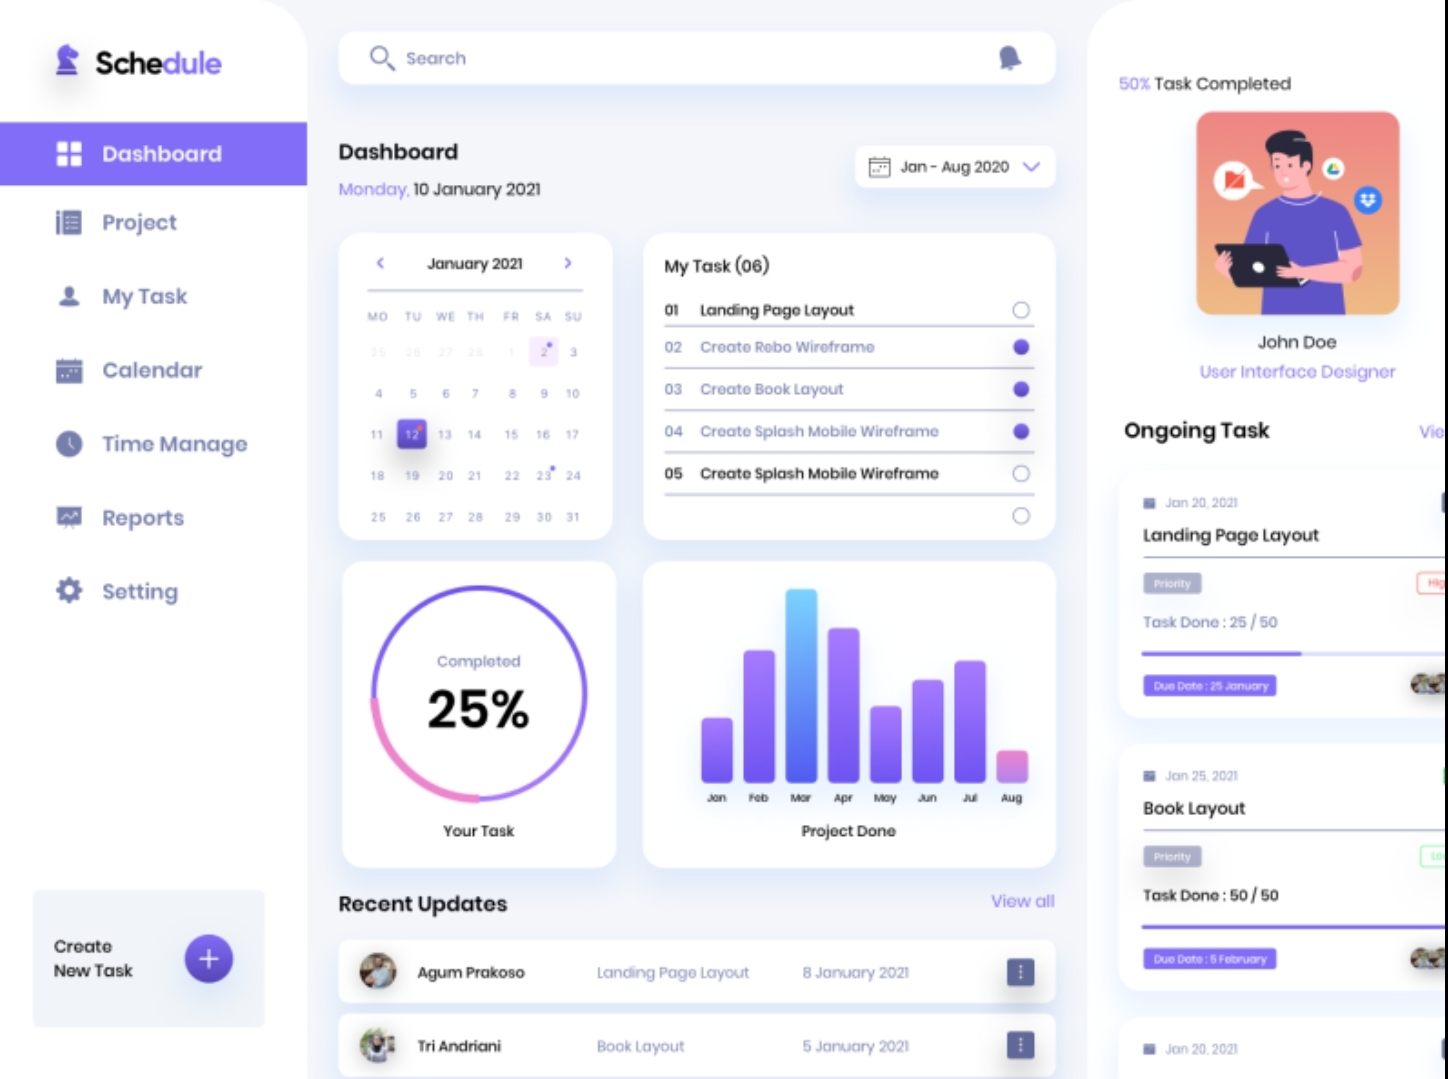 Schedule
Dashboard
Project
My Task
Calendar
Time Manage
Reports
Setting
Create
New Task
Search
Dashboard
Monday, 10 January 2021
Jan - Aug 2020
January 2021
MO TU WE TH FR SA SU
25 26 27 28 1 2 3
4 5 6 7 8 9 10
11 12 13 14 15 16 17
18 19 20 21 22 23 24
25 26 27 28 29 30 31
My Task (06)
01 Landing Page Layout
02 Create Rebo Wireframe
03 Create Book Layout
04 Create Splash Mobile Wireframe
05 Create Splash Mobile Wireframe
Completed
25%
Your Task
Jan Feb Mar Apr May Jun Jul Aug
Project Done
Recent Updates
View all
Agum Prakoso Landing Page Layout 8 January 2021
Tri Andriani Book Layout 5 January 2021
50% Task Completed
John Doe
User Interface Designer
Ongoing Task
Vie
Jan 20, 2021
Landing Page Layout
Priority
Hig
Task Done : 25 / 50
Due Date : 25 January
Jan 25, 2021
Book Layout
Priority
Lo
Task Done : 50 / 50
Due Date : 5 February
Jan 20, 2021